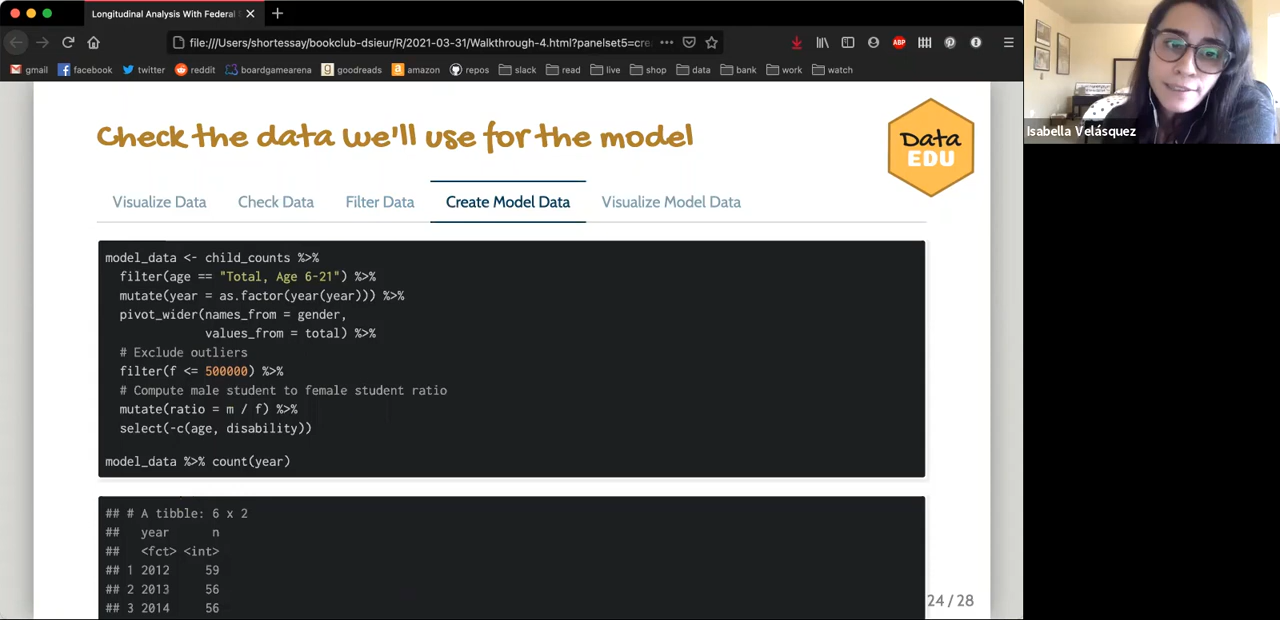 Longitudinal Analysis With Federal
file:///Users/shortessay/bookclub-dsieur/R/2021-03-31/Walkthrough-4.html?panelset5=cre
ABP
gmail facebook twitter reddit boardgamearena goodreads amazon repos slack read live shop data bank work watch
Isabella Velásquez
Check the data we'll use for the model
Data
EDU
Visualize Data Check Data Filter Data Create Model Data Visualize Model Data
model_data <- child_counts %>%
filter(age == "Total, Age 6-21") %>%
mutate(year = as.factor(year(year))) %>%
pivot_wider(names_from = gender,
values_from = total) %>%
# Exclude outliers
filter(f <= 500000) %>%
# Compute male student to female student ratio
mutate(ratio = m / f) %>%
select(-c(age, disability))
model_data %>% count(year)
## # A tibble: 6 x 2
## year n
## <fct> <int>
## 1 2012 59
## 2 2013 56
## 3 2014 56
24 / 28